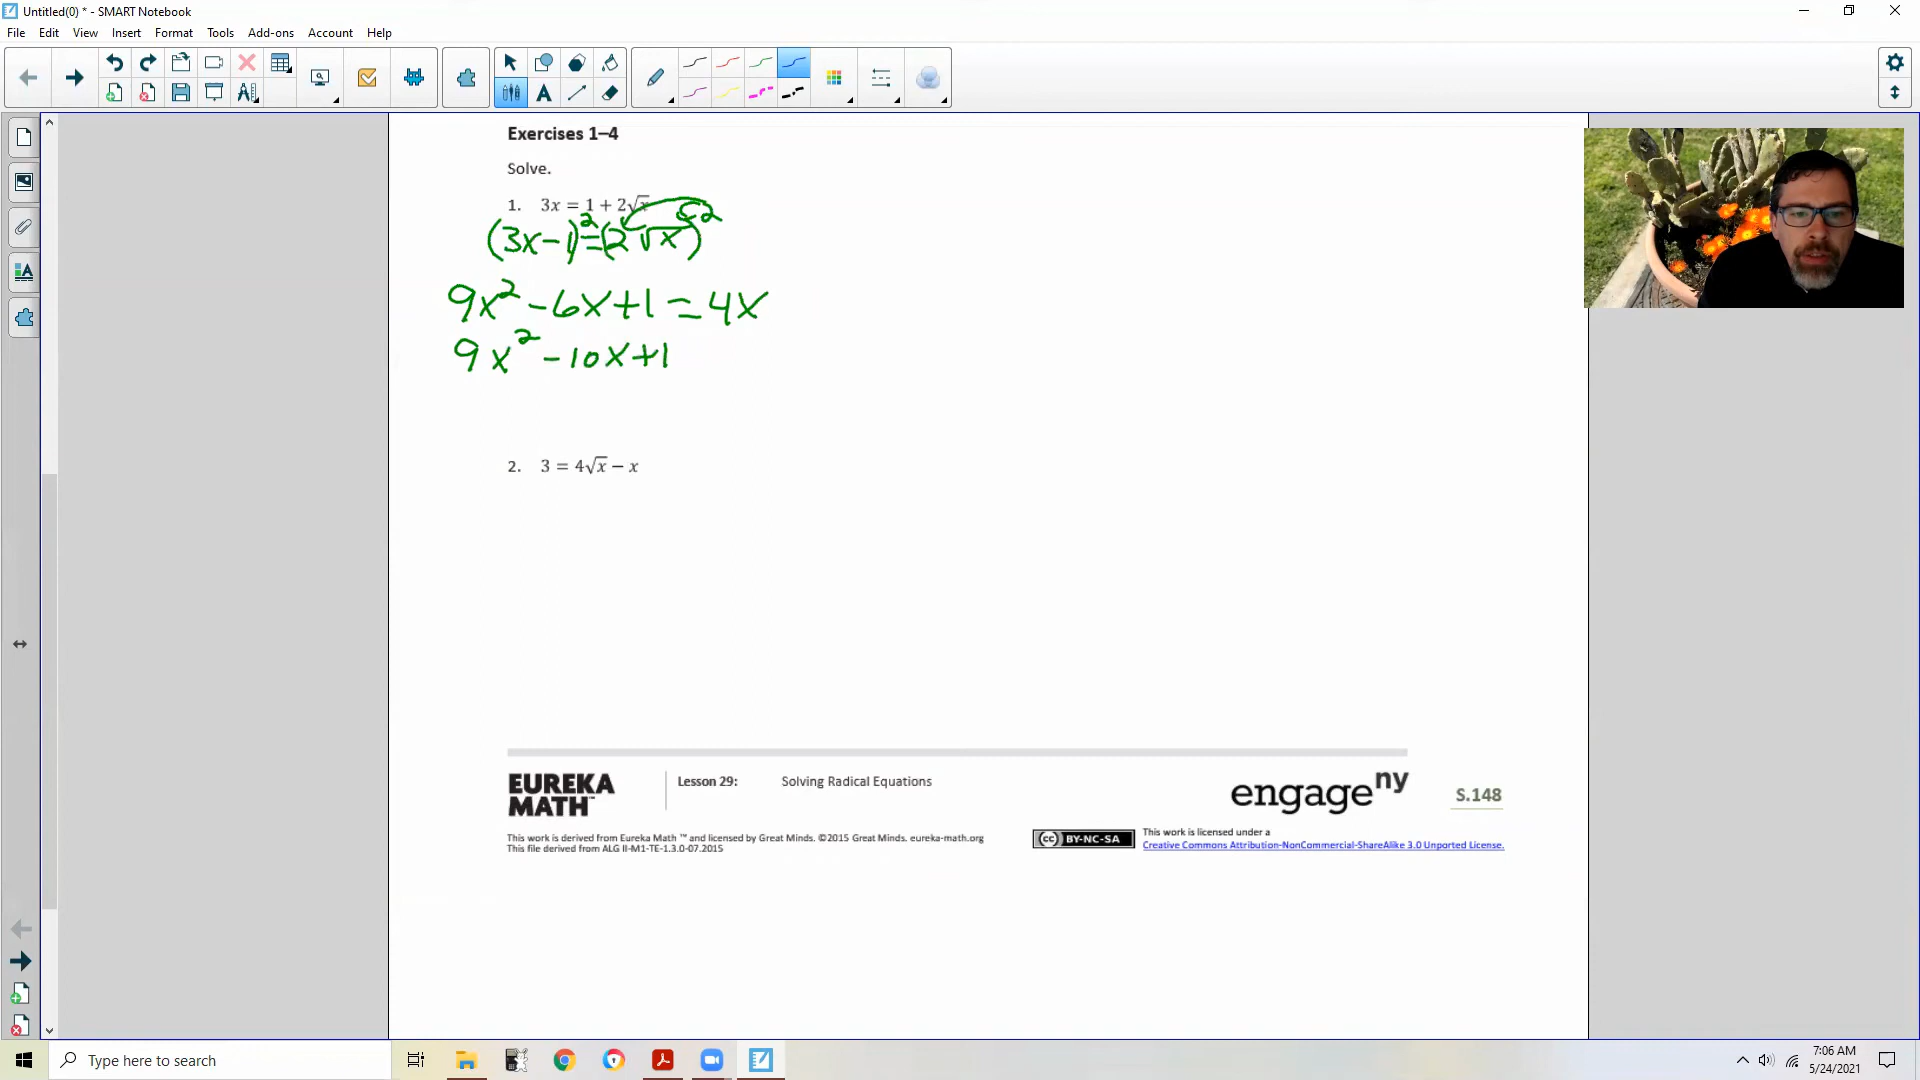 Untitled(0) * - SMART Notebook
File Edit View Insert Format Tools Add-ons Account Help
Exercises 1–4
Solve.
1. 3x = 1 + 2√x
(3x-1)²=(2√x)²
9x²-6x+1=4x
9x²-10x+1
2. 3 = 4√x − x
EUREKA
MATH™
Lesson 29: Solving Radical Equations
engageny
S.148
This work is derived from Eureka Math ™ and licensed by Great Minds. ©2015 Great Minds. eureka-math.org
This file derived from ALG II-M1-TE-1.3.0-07.2015
cc BY-NC-SA
This work is licensed under a
Creative Commons Attribution-NonCommercial-ShareAlike 3.0 Unported License.
Type here to search
7:06 AM
5/24/2021